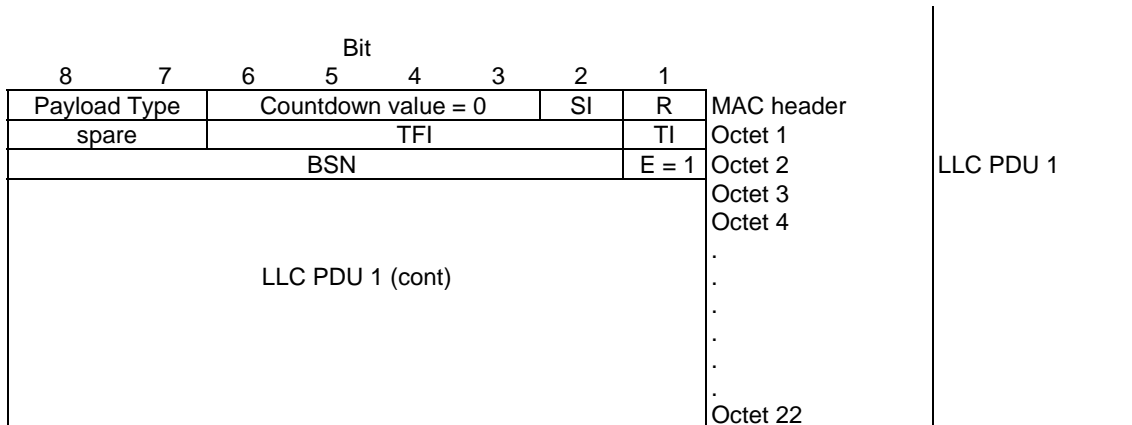 Bit
8 7 6 5 4 3 2 1
Payload Type Countdown value = 0 SI R MAC header
spare TFI TI Octet 1
BSN E = 1 Octet 2 LLC PDU 1
Octet 3
Octet 4
.
LLC PDU 1 (cont) .
.
.
.
.
Octet 22